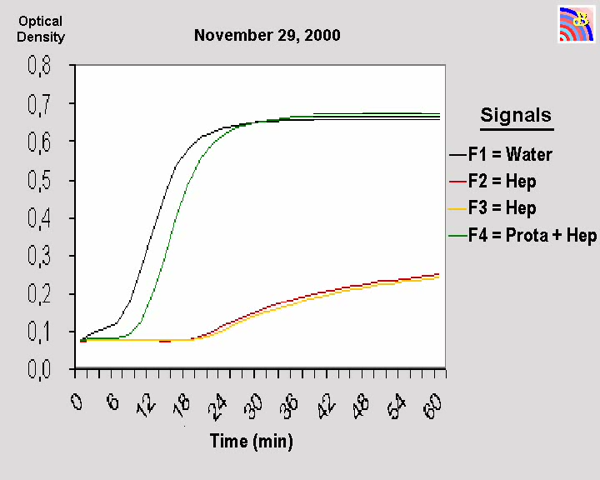 Optical
Density
November 29, 2000
0,8
0,7
0,6
0,5
0,4
0,3
0,2
0,1
0,0
0 6 12 18 24 30 36 42 48 54 60
Time (min)
Signals
F1 = Water
F2 = Hep
F3 = Hep
F4 = Prota + Hep